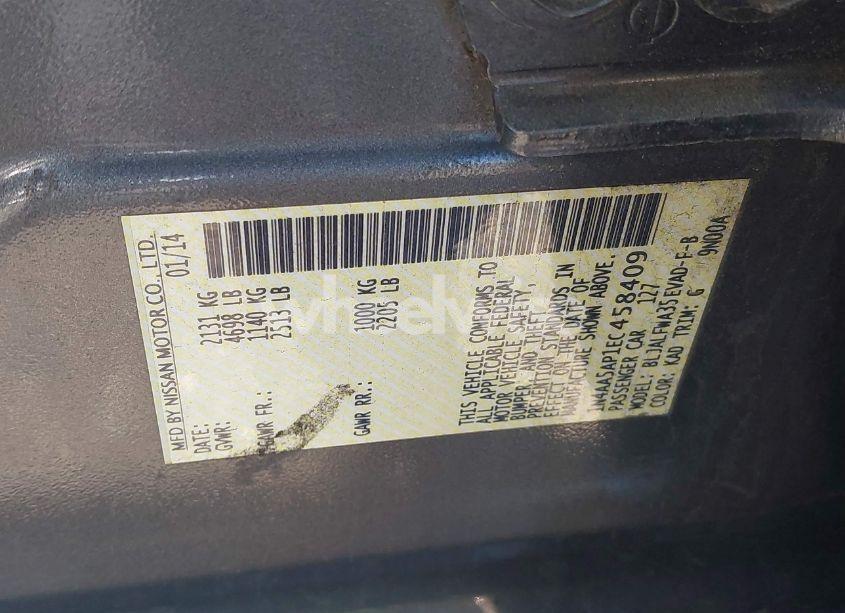 MFD BY NISSAN MOTOR CO., LTD.
DATE: 01/14
GVWR: 2131 KG
4698 LB
GAWR FR.: 1140 KG
2513 LB
GAWR RR.: 1000 KG
2205 LB
THIS VEHICLE CONFORMS TO
ALL APPLICABLE FEDERAL
MOTOR VEHICLE SAFETY,
BUMPER, AND THEFT
PREVENTION STANDARDS IN
EFFECT ON THE DATE OF
MANUFACTURE SHOWN ABOVE.
1N4AA5AP1EC458409
PASSENGER CAR 127
MODEL: BLJALFWA35EVAD-F-B
COLOR: KAD TRIM: G 9N00A